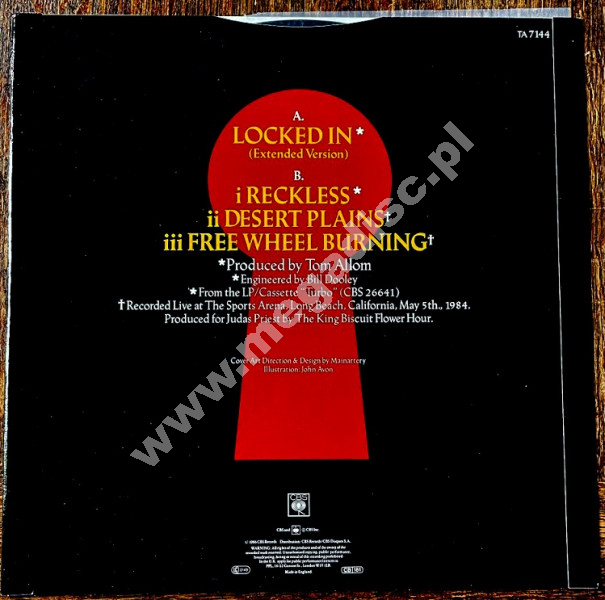 TA 7144
A.
LOCKED IN*
(Extended Version)
B.
i RECKLESS*
ii DESERT PLAINS†
iii FREE WHEEL BURNING†
*Produced by Tom Allom
*Engineered by Bill Dooley
*From the LP/Cassette "Turbo" (CBS 26641)
†Recorded Live at The Sports Arena, Long Beach, California, May 5th., 1984.
Produced for Judas Priest by The King Biscuit Flower Hour.
Cover Art Direction & Design by Mainartery
Illustration: John Avon
www.megadisc.pl
CBS
Made in England